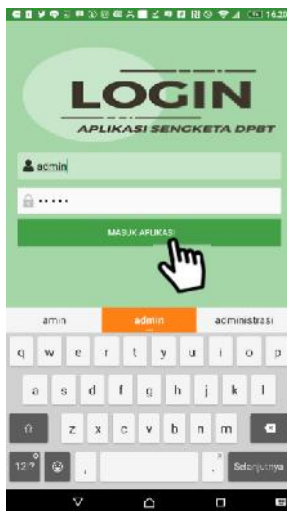 16.20
LOGIN
APLIKASI SENGKETA DPBT
admin
MASUK APLIKASI
amin admin administrasi
q w e r t y u i o p
a s d f g h j k l
z x c v b n m
12!? , . Selanjutnya